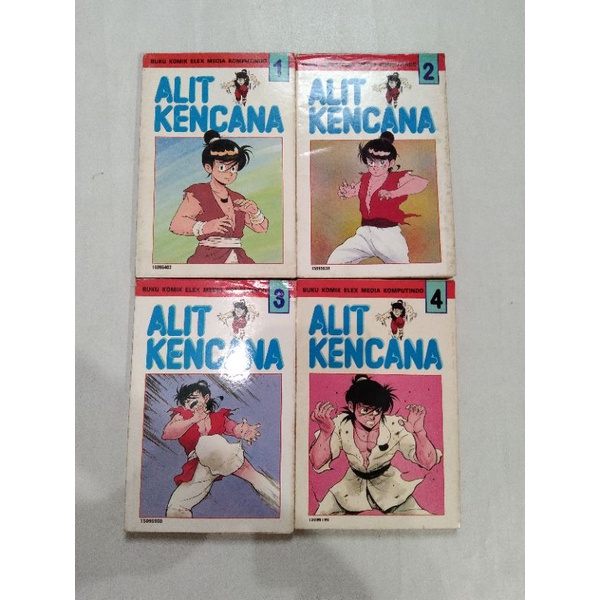 BUKU KOMIK ELEX MEDIA KOMPUTINDO
1
ALIT
KENCANA
2
ALIT
KENCANA
BUKU KOMIK ELEX
3
ALIT
KENCANA
BUKU KOMIK ELEX MEDIA KOMPUTINDO
4
ALIT
KENCANA